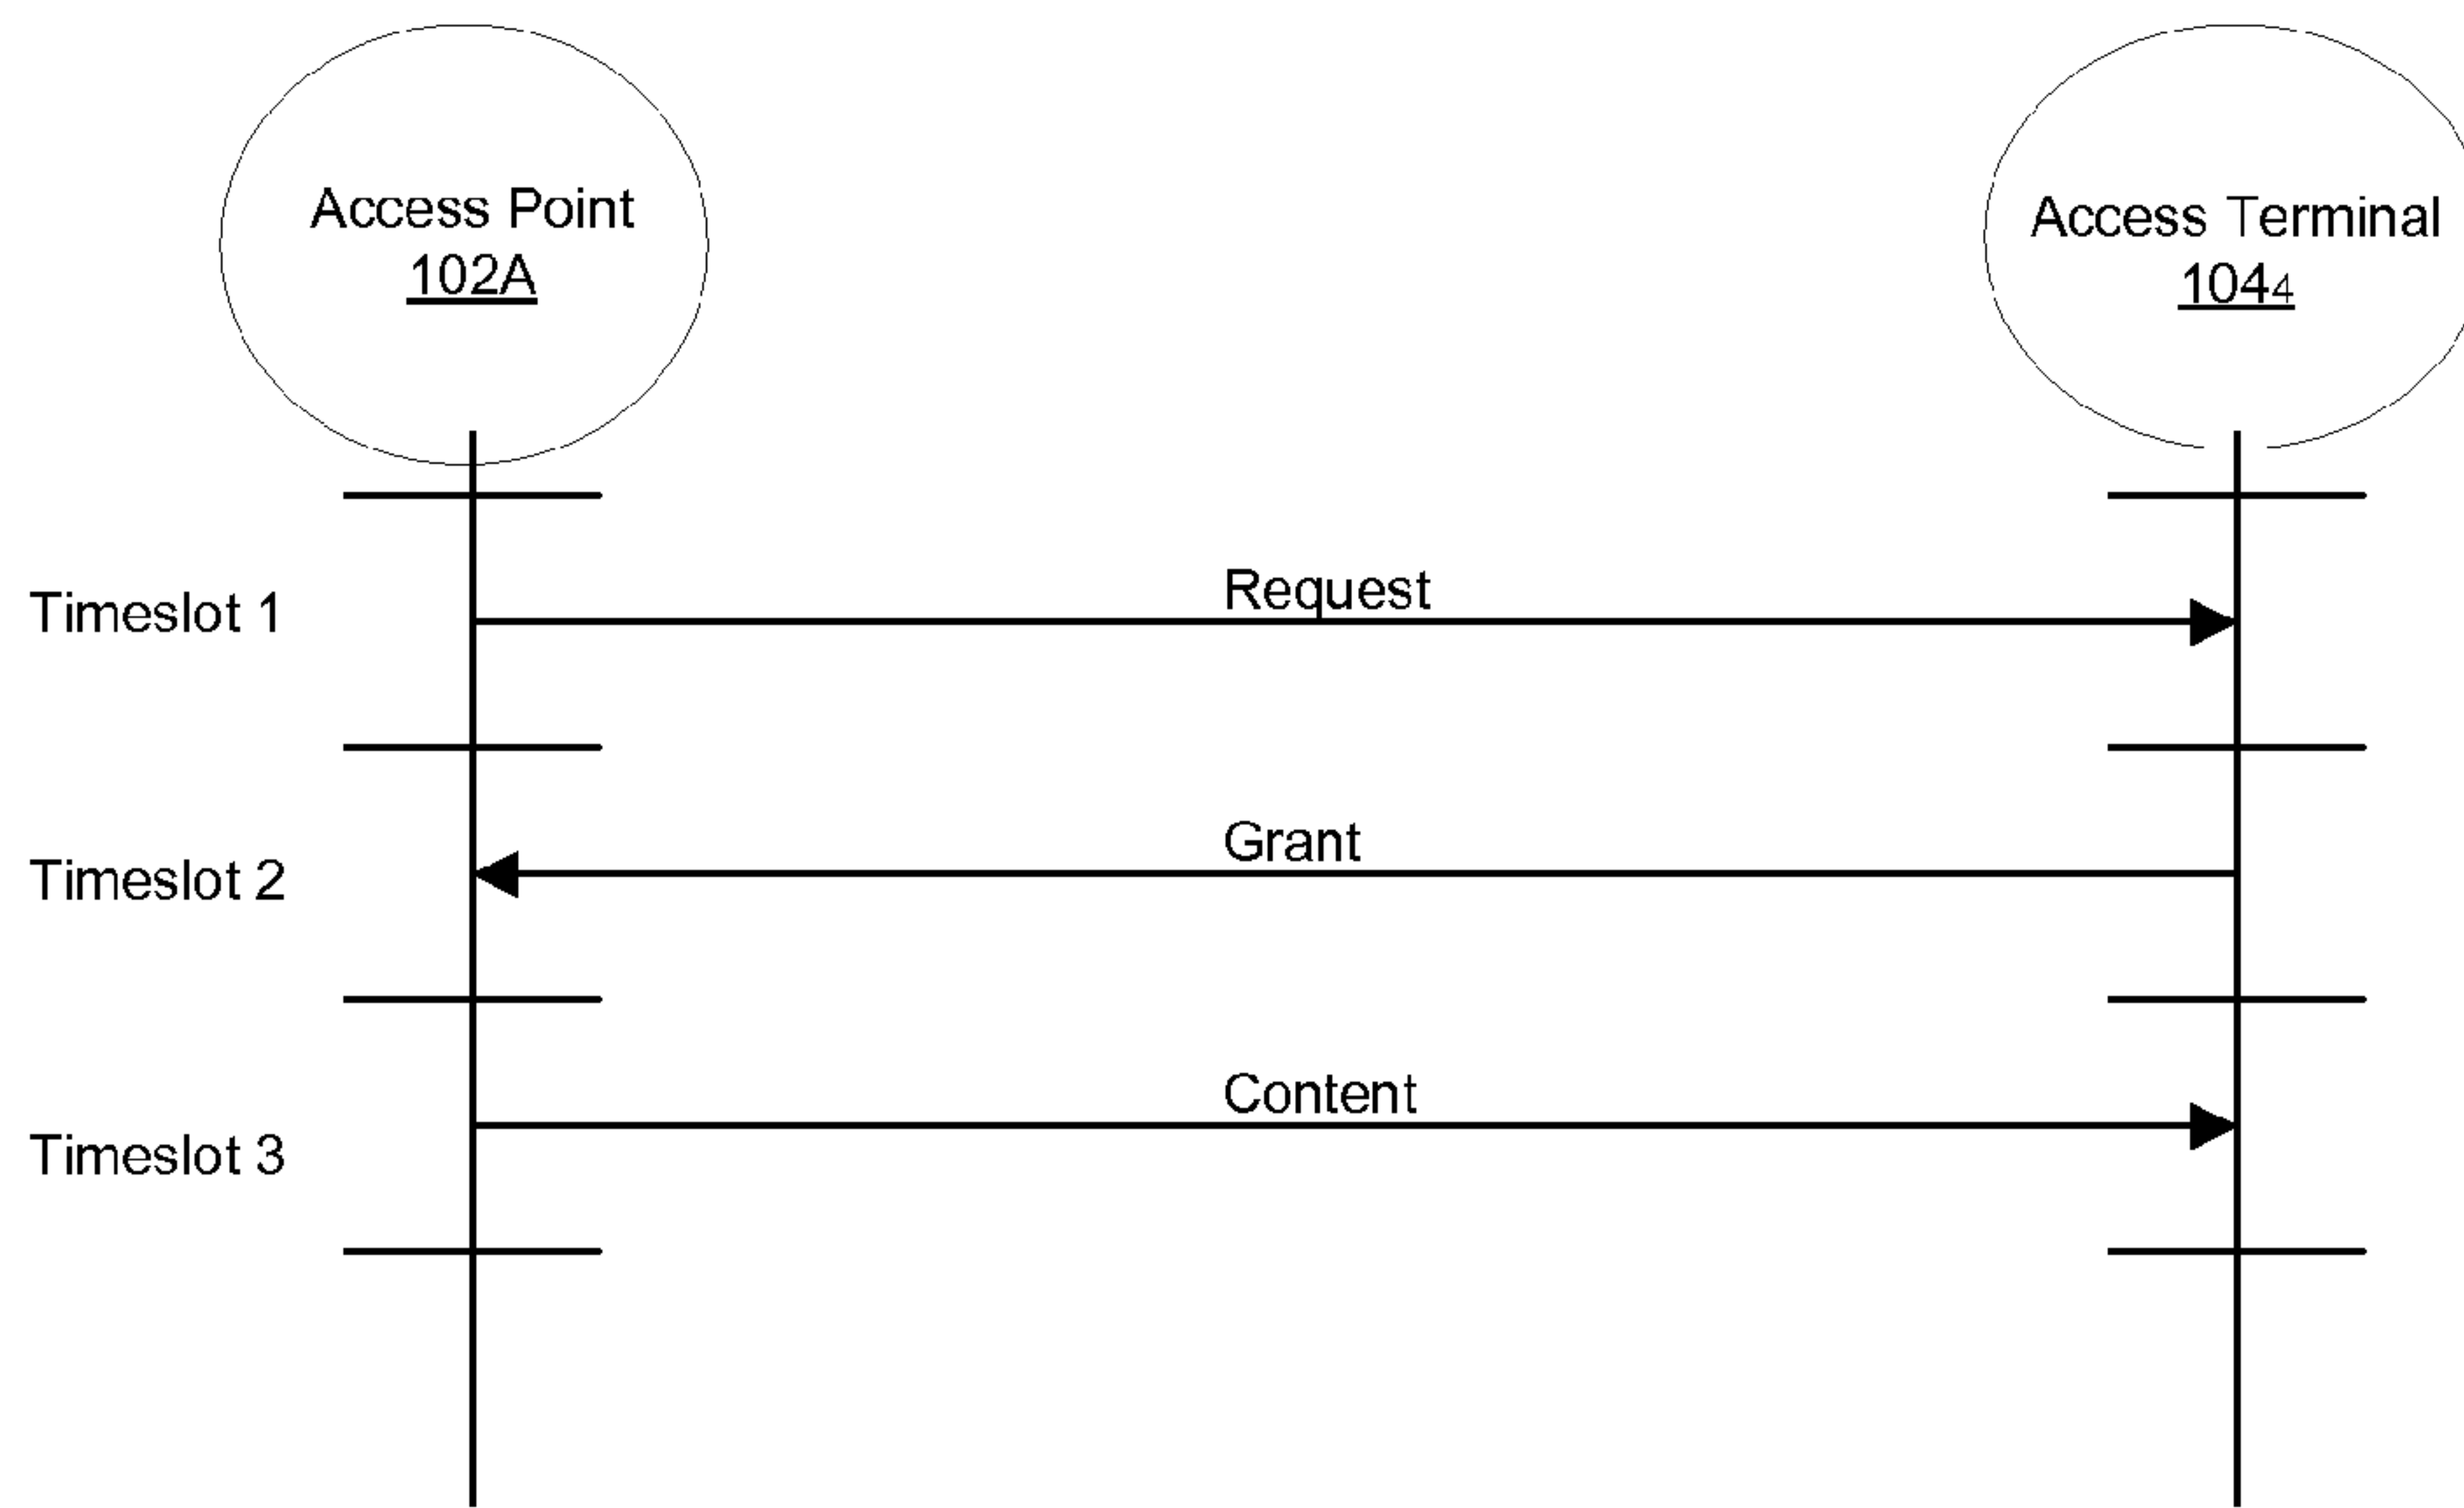 Access Point
102A
Access Terminal
104₄
Timeslot 1
Request
Timeslot 2
Grant
Timeslot 3
Content